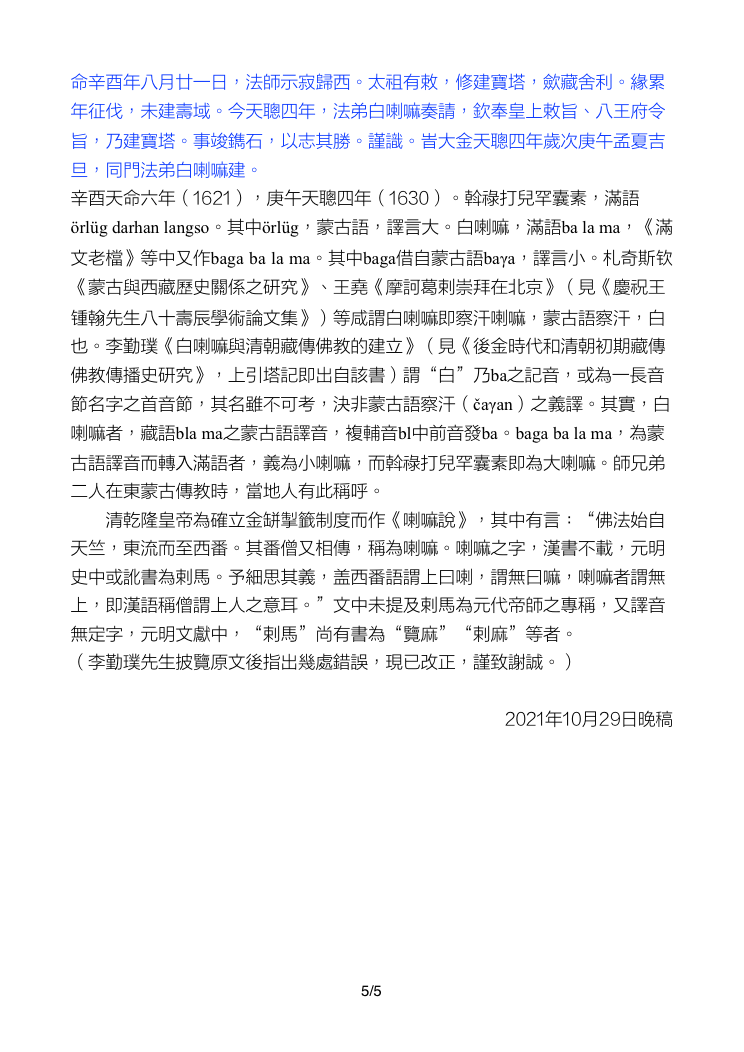 命辛酉年八月廿一日，法師示寂歸西。太祖有敕，修建寶塔，歛藏舍利。緣累
年征伐，未建壽域。今天聰四年，法弟白喇嘛奏請，欽奉皇上敕旨、八王府令
旨，乃建寶塔。事竣鐫石，以志其勝。謹識。旹大金天聰四年歲次庚午孟夏吉
旦，同門法弟白喇嘛建。
辛酉天命六年（1621），庚午天聰四年（1630）。斡祿打兒罕囊素，滿語
örlüg darhan langso。其中örlüg，蒙古語，譯言大。白喇嘛，滿語ba la ma，《滿
文老檔》等中又作baga ba la ma。其中baga借自蒙古語baγa，譯言小。札奇斯钦
《蒙古與西藏歷史關係之研究》、王堯《摩訶葛剌崇拜在北京》（見《慶祝王
锺翰先生八十壽辰學術論文集》）等咸謂白喇嘛即察汗喇嘛，蒙古語察汗，白
也。李勤璞《白喇嘛與清朝藏傳佛教的建立》（見《後金時代和清朝初期藏傳
佛教傳播史研究》，上引塔記即出自該書）謂“白”乃ba之記音，或為一長音
節名字之首音節，其名雖不可考，決非蒙古語察汗（čaγan）之義譯。其實，白
喇嘛者，藏語bla ma之蒙古語譯音，複輔音bl中前音發ba。baga ba la ma，為蒙
古語譯音而轉入滿語者，義為小喇嘛，而斡祿打兒罕囊素即為大喇嘛。師兄弟
二人在東蒙古傳教時，當地人有此稱呼。
清乾隆皇帝為確立金缾掣籤制度而作《喇嘛說》，其中有言：“佛法始自
天竺，東流而至西番。其番僧又相傳，稱為喇嘛。喇嘛之字，漢書不載，元明
史中或訛書為剌馬。予細思其義，盖西番語謂上曰喇，謂無曰嘛，喇嘛者謂無
上，即漢語稱僧謂上人之意耳。”文中未提及剌馬為元代帝師之專稱，又譯音
無定字，元明文獻中，“剌馬”尚有書為“覽麻”“剌麻”等者。
（李勤璞先生披覽原文後指出幾處錯誤，現已改正，謹致謝誠。）
2021年10月29日晚稿
5/5